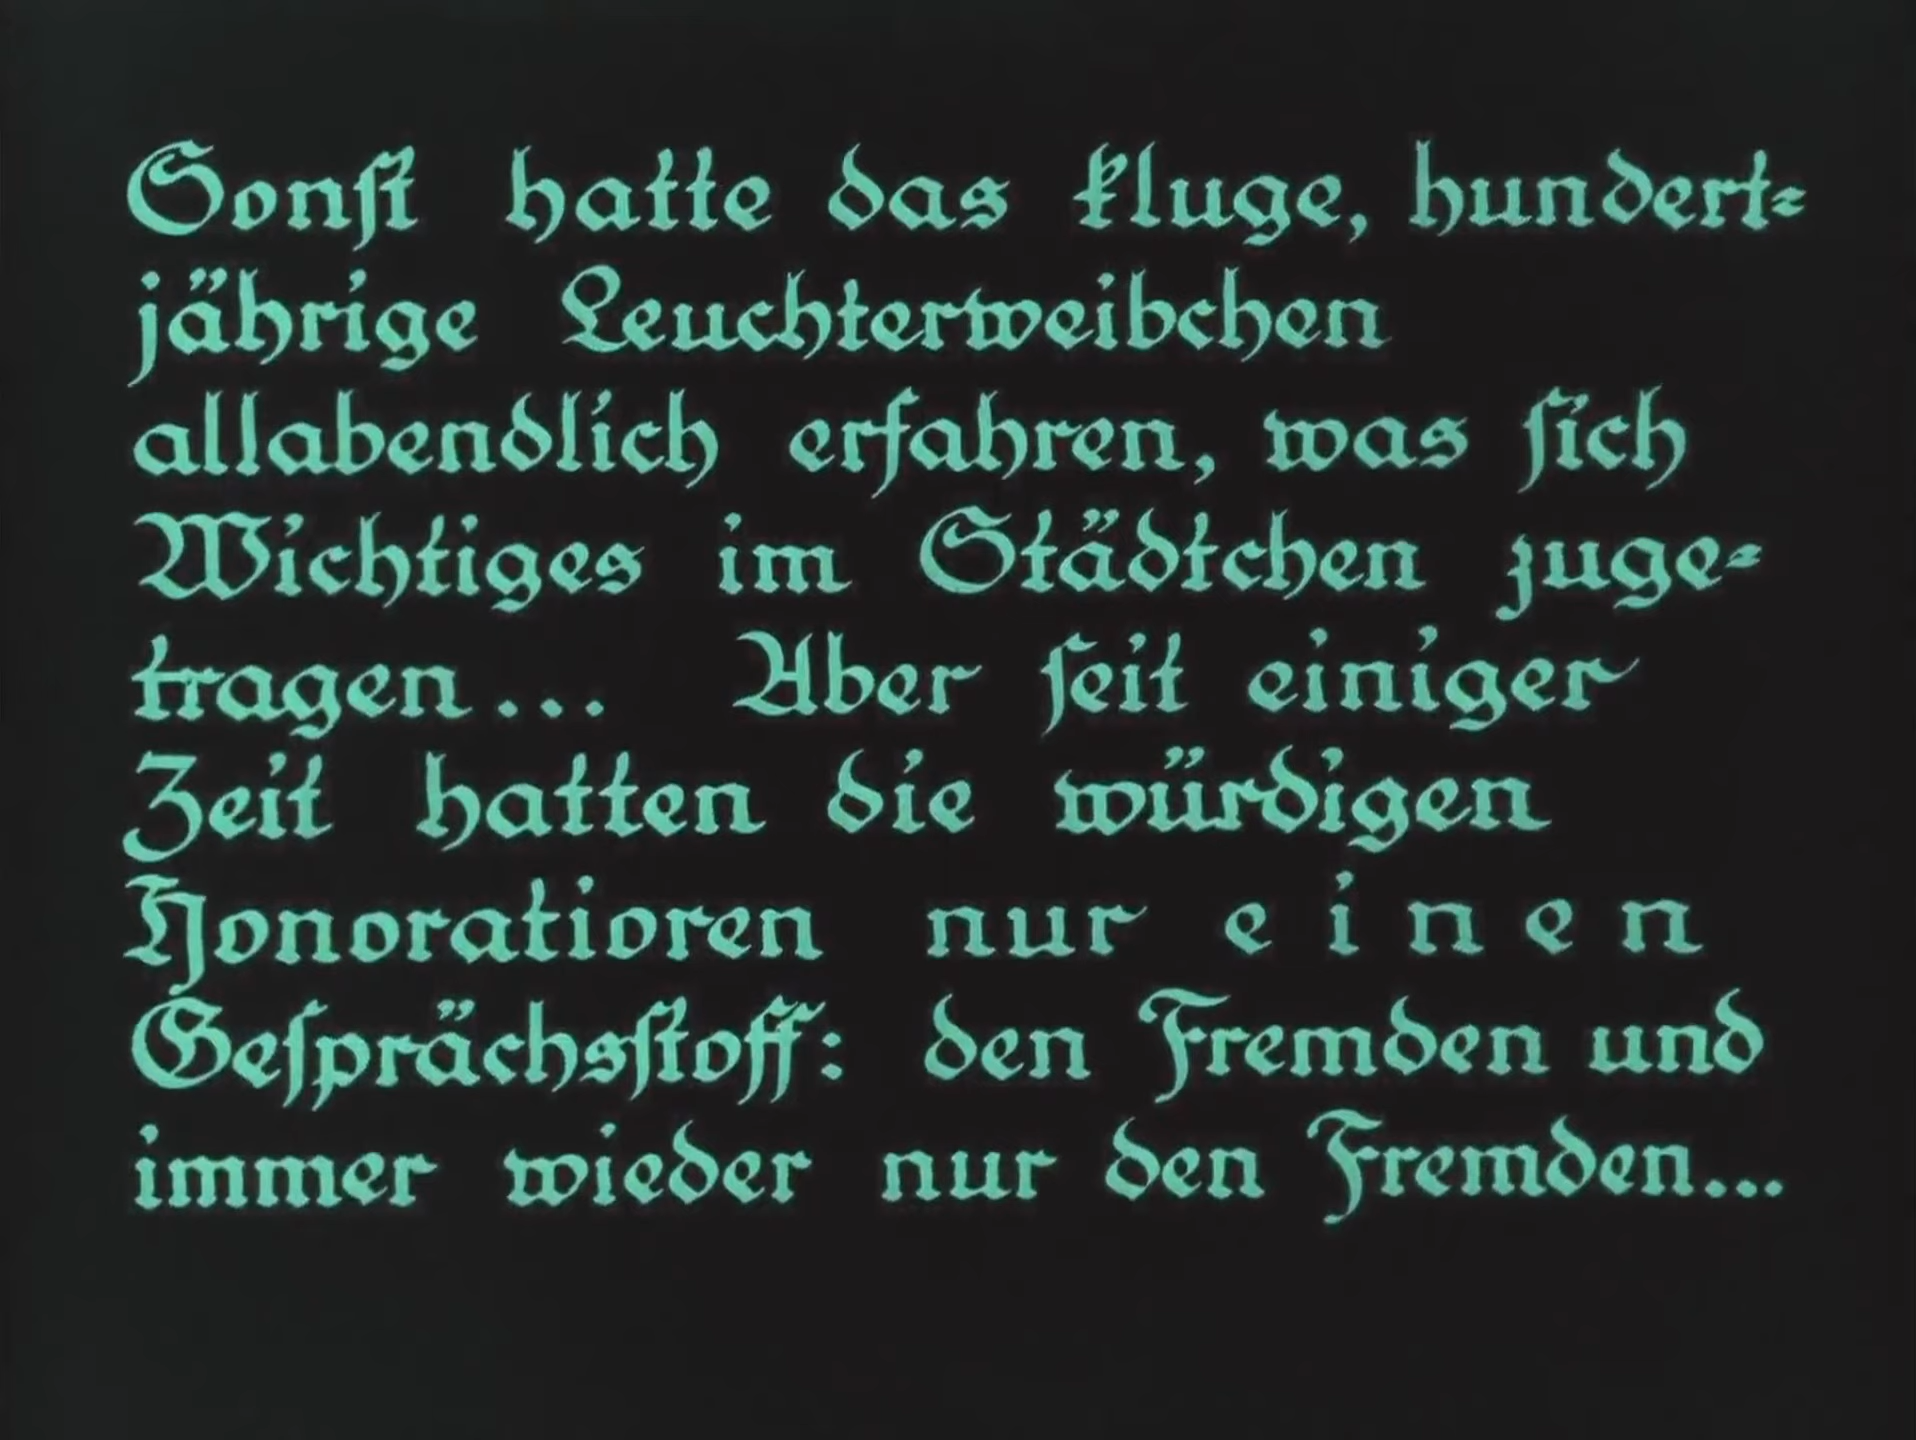 Sonſt hatte das kluge, hundert⸗
jährige Leuchterweibchen
allabendlich erfahren, was ſich
Wichtiges im Städtchen zuge⸗
tragen... Aber ſeit einiger
Zeit hatten die würdigen
Honoratioren nur e i n e n
Geſprächsſtoff: den Fremden und
immer wieder nur den Fremden...